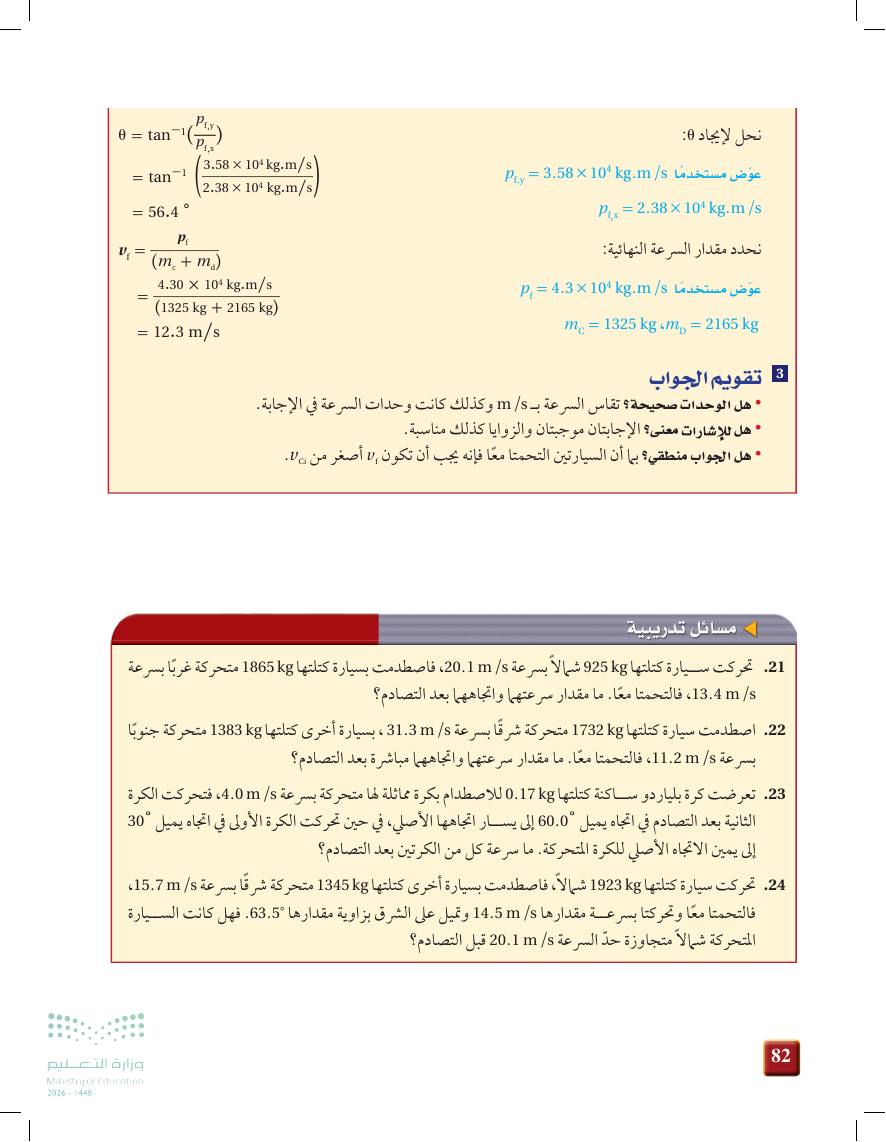 نحل لإيجاد θ:
θ = tan⁻¹(p_f,y / p_f,x)
عوّض مستخدمًا p_f,y = 3.58 × 10⁴ kg.m/s
= tan⁻¹ (3.58 × 10⁴ kg.m/s / 2.38 × 10⁴ kg.m/s)
p_f,x = 2.38 × 10⁴ kg.m/s
= 56.4 °
نحدد مقدار السرعة النهائية:
v_f = p_f / (m_c + m_d)
عوّض مستخدمًا p_f = 4.3 × 10⁴ kg.m/s
= 4.30 × 10⁴ kg.m/s / (1325 kg + 2165 kg)
m_C = 1325 kg ،m_D = 2165 kg
= 12.3 m/s
3 تقويم الجواب
• هل الوحدات صحيحة؟ تقاس السرعة بـ m/s وكذلك كانت وحدات السرعة في الإجابة.
• هل للإشارات معنى؟ الإجابتان موجبتان والزوايا كذلك مناسبة.
• هل الجواب منطقي؟ بما أن السيارتين التحمتا معًا فإنه يجب أن تكون v_f أصغر من v_Ci.
مسائل تدريبية
21. تحركت سيارة كتلتها 925 kg شمالاً بسرعة 20.1 m/s، فاصطدمت بسيارة كتلتها 1865 kg متحركة غربًا بسرعة
13.4 m/s، فالتحمتا معًا. ما مقدار سرعتهما واتجاههما بعد التصادم؟
22. اصطدمت سيارة كتلتها 1732 kg متحركة شرقًا بسرعة 31.3 m/s ، بسيارة أخرى كتلتها 1383 kg متحركة جنوبًا
بسرعة 11.2 m/s، فالتحمتا معًا. ما مقدار سرعتهما واتجاههما مباشرة بعد التصادم؟
23. تعرضت كرة بلياردو ساكنة كتلتها 0.17 kg للاصطدام بكرة مماثلة لها متحركة بسرعة 4.0 m/s، فتحركت الكرة
الثانية بعد التصادم في اتجاه يميل °60.0 إلى يسار اتجاهها الأصلي، في حين تحركت الكرة الأولى في اتجاه يميل °30
إلى يمين الاتجاه الأصلي للكرة المتحركة. ما سرعة كل من الكرتين بعد التصادم؟
24. تحركت سيارة كتلتها 1923 kg شمالاً، فاصطدمت بسيارة أخرى كتلتها 1345 kg متحركة شرقًا بسرعة 15.7 m/s،
فالتحمتا معًا وتحركتا بسرعة مقدارها 14.5 m/s وتميل على الشرق بزاوية مقدارها °63.5. فهل كانت السيارة
المتحركة شمالاً متجاوزة حدّ السرعة 20.1 m/s قبل التصادم؟
وزارة التعليم
Ministry of Education
2026 - 1448
82